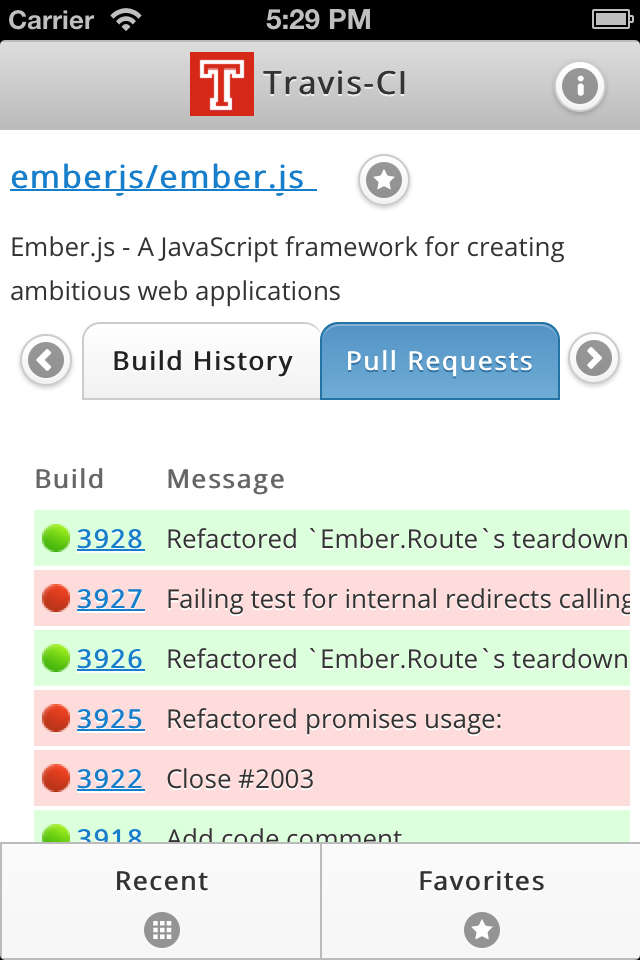 Carrier 5:29 PM
T Travis-CI
emberjs/ember.js
Ember.js - A JavaScript framework for creating
ambitious web applications
Build History Pull Requests
Build Message
3928 Refactored `Ember.Route`s teardown
3927 Failing test for internal redirects calling
3926 Refactored `Ember.Route`s teardown
3925 Refactored promises usage:
3922 Close #2003
3918 Add code comment
Recent Favorites